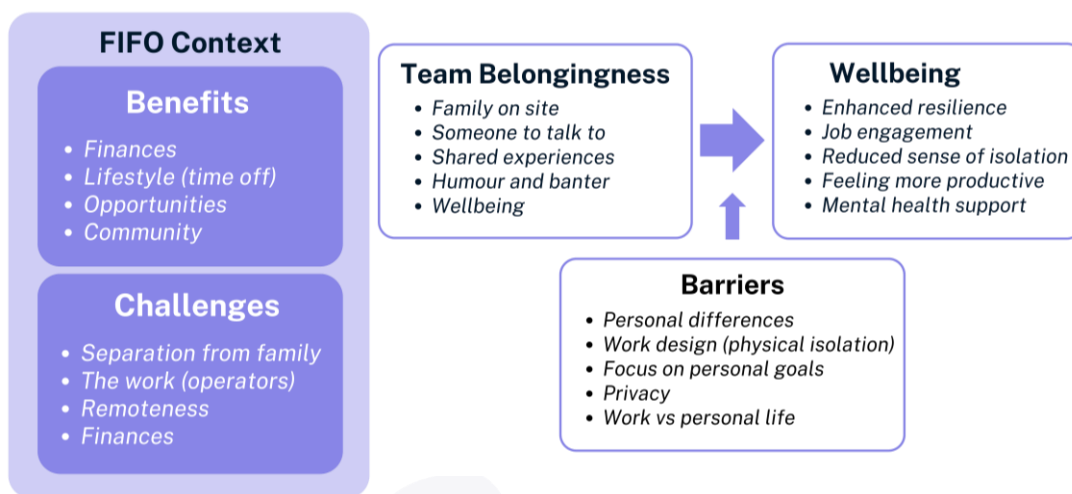 FIFO Context
Benefits
• Finances
• Lifestyle (time off)
• Opportunities
• Community
Challenges
• Separation from family
• The work (operators)
• Remoteness
• Finances
Team Belongingness
• Family on site
• Someone to talk to
• Shared experiences
• Humour and banter
• Wellbeing
Wellbeing
• Enhanced resilience
• Job engagement
• Reduced sense of isolation
• Feeling more productive
• Mental health support
Barriers
• Personal differences
• Work design (physical isolation)
• Focus on personal goals
• Privacy
• Work vs personal life